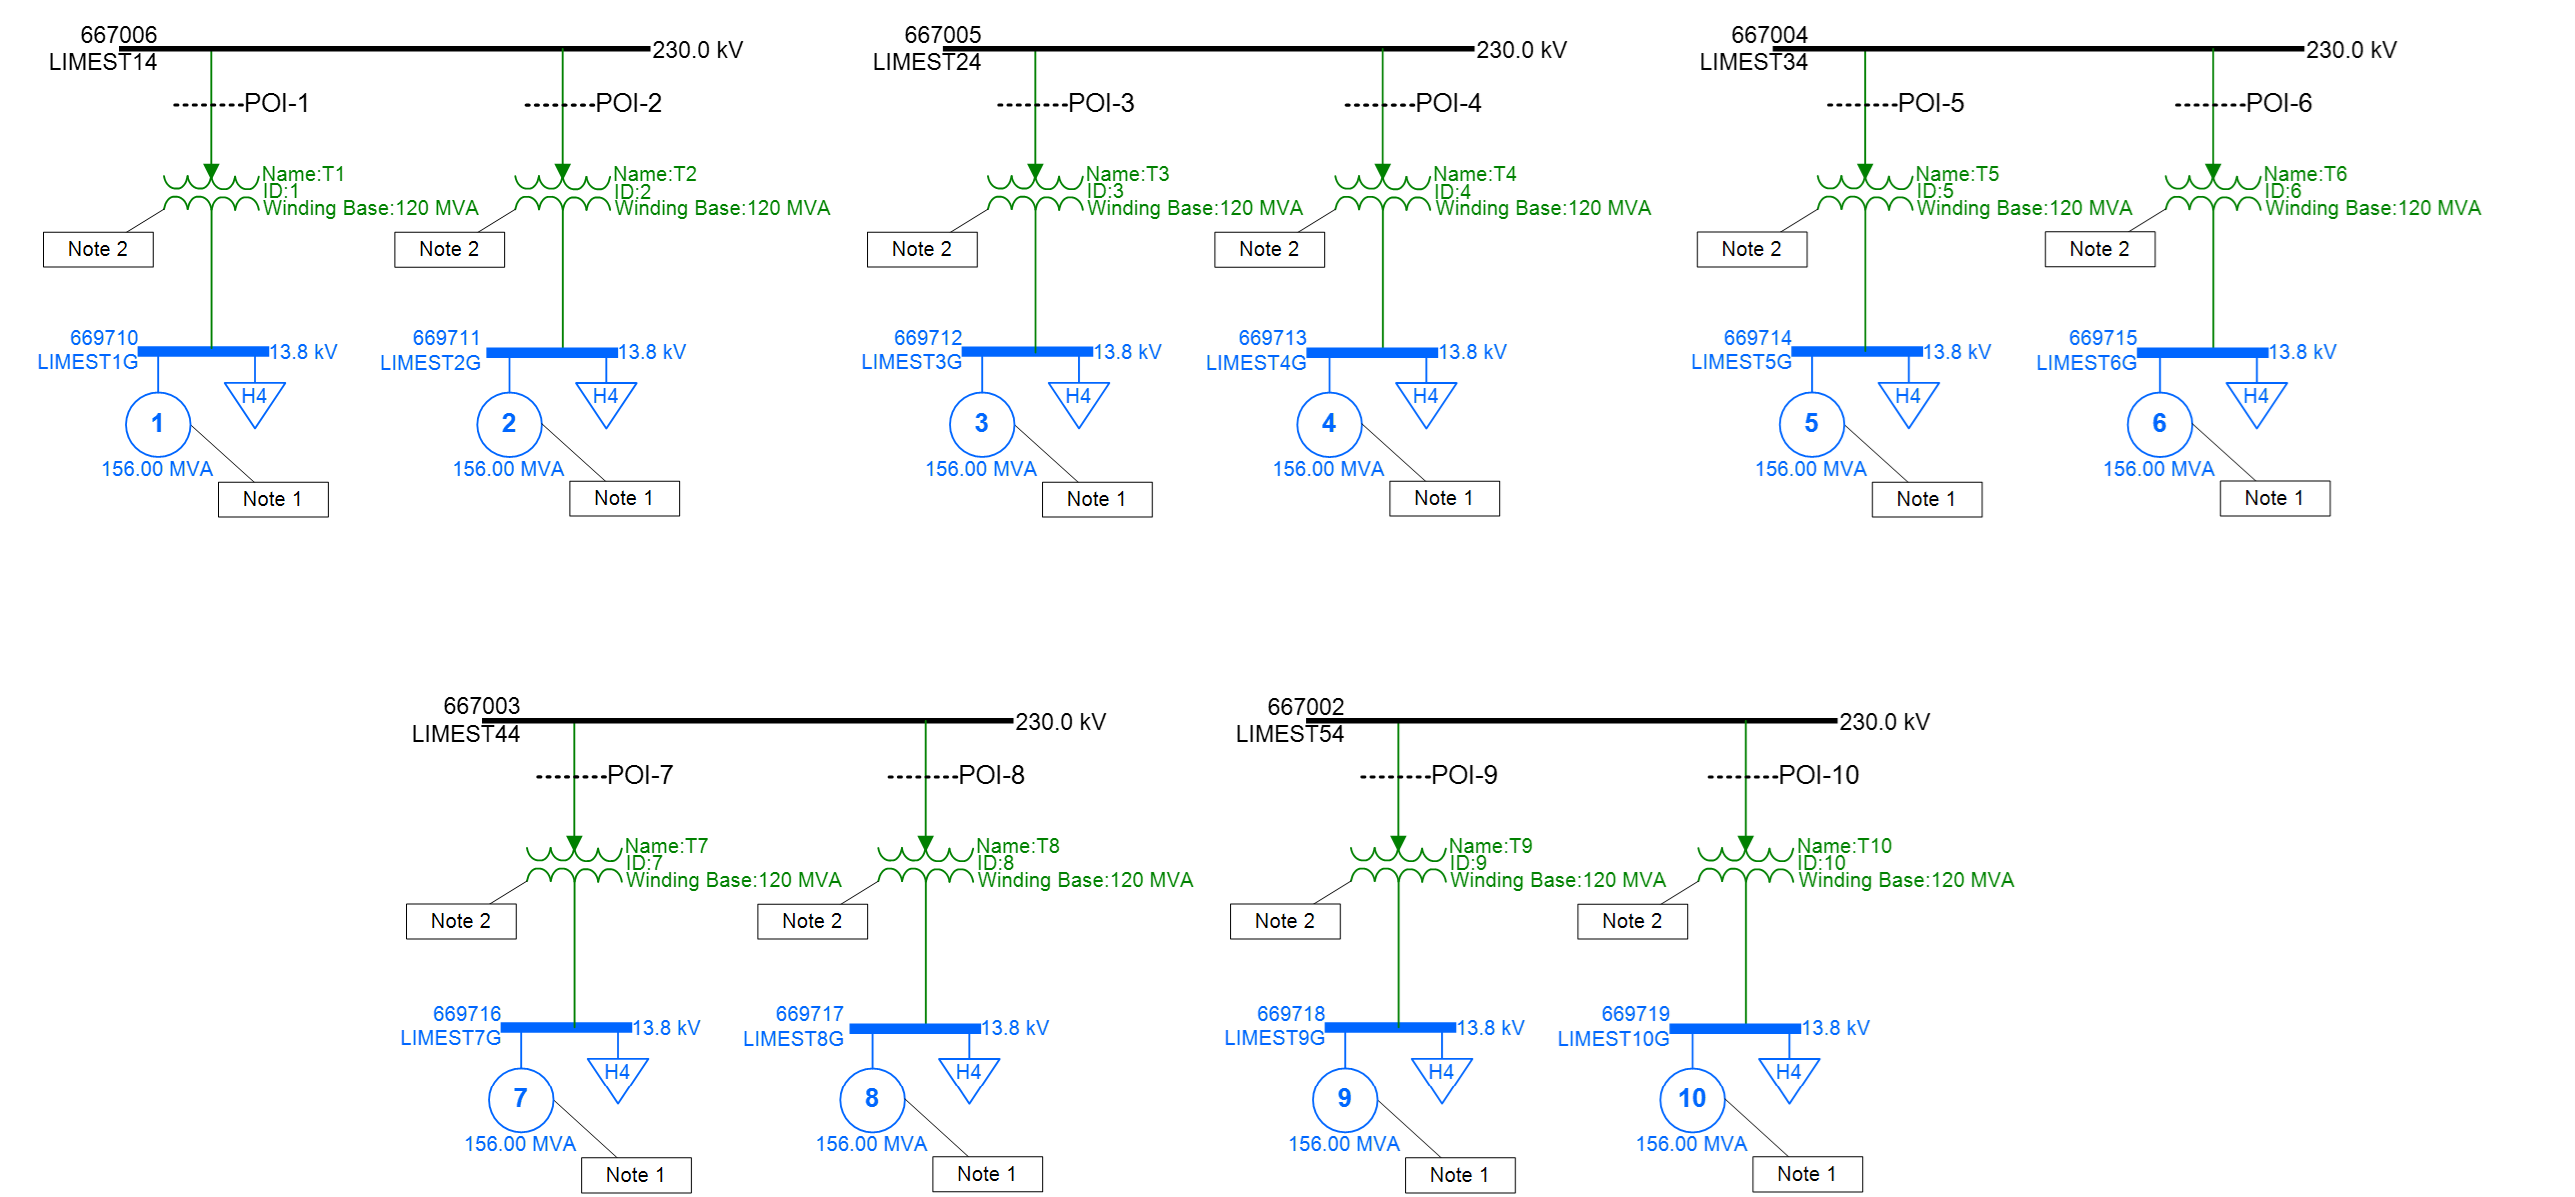 667006
LIMEST14
230.0 kV
667005
LIMEST24
230.0 kV
667004
LIMEST34
230.0 kV
POI-1
POI-2
POI-3
POI-4
POI-5
POI-6
Name:T1
ID:1
Winding Base:120 MVA
Name:T2
ID:2
Winding Base:120 MVA
Name:T3
ID:3
Winding Base:120 MVA
Name:T4
ID:4
Winding Base:120 MVA
Name:T5
ID:5
Winding Base:120 MVA
Name:T6
ID:6
Winding Base:120 MVA
Note 2
Note 2
Note 2
Note 2
Note 2
Note 2
669710
LIMEST1G
13.8 kV
669711
LIMEST2G
13.8 kV
669712
LIMEST3G
13.8 kV
669713
LIMEST4G
13.8 kV
669714
LIMEST5G
13.8 kV
669715
LIMEST6G
13.8 kV
1
H4
2
H4
3
H4
4
H4
5
H4
6
H4
156.00 MVA
156.00 MVA
156.00 MVA
156.00 MVA
156.00 MVA
156.00 MVA
Note 1
Note 1
Note 1
Note 1
Note 1
Note 1
667003
LIMEST44
230.0 kV
667002
LIMEST54
230.0 kV
POI-7
POI-8
POI-9
POI-10
Name:T7
ID:7
Winding Base:120 MVA
Name:T8
ID:8
Winding Base:120 MVA
Name:T9
ID:9
Winding Base:120 MVA
Name:T10
ID:10
Winding Base:120 MVA
Note 2
Note 2
Note 2
Note 2
669716
LIMEST7G
13.8 kV
669717
LIMEST8G
13.8 kV
669718
LIMEST9G
13.8 kV
669719
LIMEST10G
13.8 kV
7
H4
8
H4
9
H4
10
H4
156.00 MVA
156.00 MVA
156.00 MVA
156.00 MVA
Note 1
Note 1
Note 1
Note 1